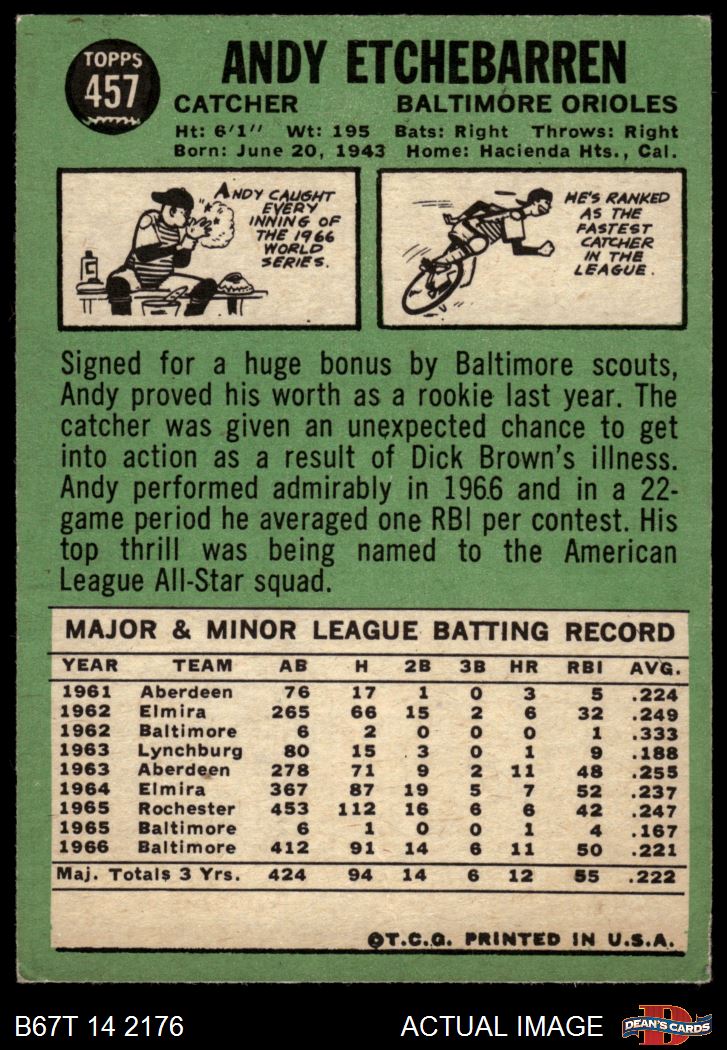 TOPPS
457
ANDY ETCHEBARREN
CATCHER BALTIMORE ORIOLES
Ht: 6'1" Wt: 195 Bats: Right Throws: Right
Born: June 20, 1943 Home: Hacienda Hts., Cal.
ANDY CAUGHT
EVERY
INNING OF
THE 1966
WORLD
SERIES.
HE'S RANKED
AS THE
FASTEST
CATCHER
IN THE
LEAGUE.
Signed for a huge bonus by Baltimore scouts,
Andy proved his worth as a rookie last year. The
catcher was given an unexpected chance to get
into action as a result of Dick Brown's illness.
Andy performed admirably in 1966 and in a 22-
game period he averaged one RBI per contest. His
top thrill was being named to the American
League All-Star squad.
MAJOR & MINOR LEAGUE BATTING RECORD
YEAR TEAM AB H 2B 3B HR RBI AVG.
1961 Aberdeen 76 17 1 0 3 5 .224
1962 Elmira 265 66 15 2 6 32 .249
1962 Baltimore 6 2 0 0 0 1 .333
1963 Lynchburg 80 15 3 0 1 9 .188
1963 Aberdeen 278 71 9 2 11 48 .255
1964 Elmira 367 87 19 5 7 52 .237
1965 Rochester 453 112 16 6 6 42 .247
1965 Baltimore 6 1 0 0 1 4 .167
1966 Baltimore 412 91 14 6 11 50 .221
Maj. Totals 3 Yrs. 424 94 14 6 12 55 .222
©T.C.G. PRINTED IN U.S.A.
B67T 14 2176 ACTUAL IMAGE
D
DEAN'S CARDS